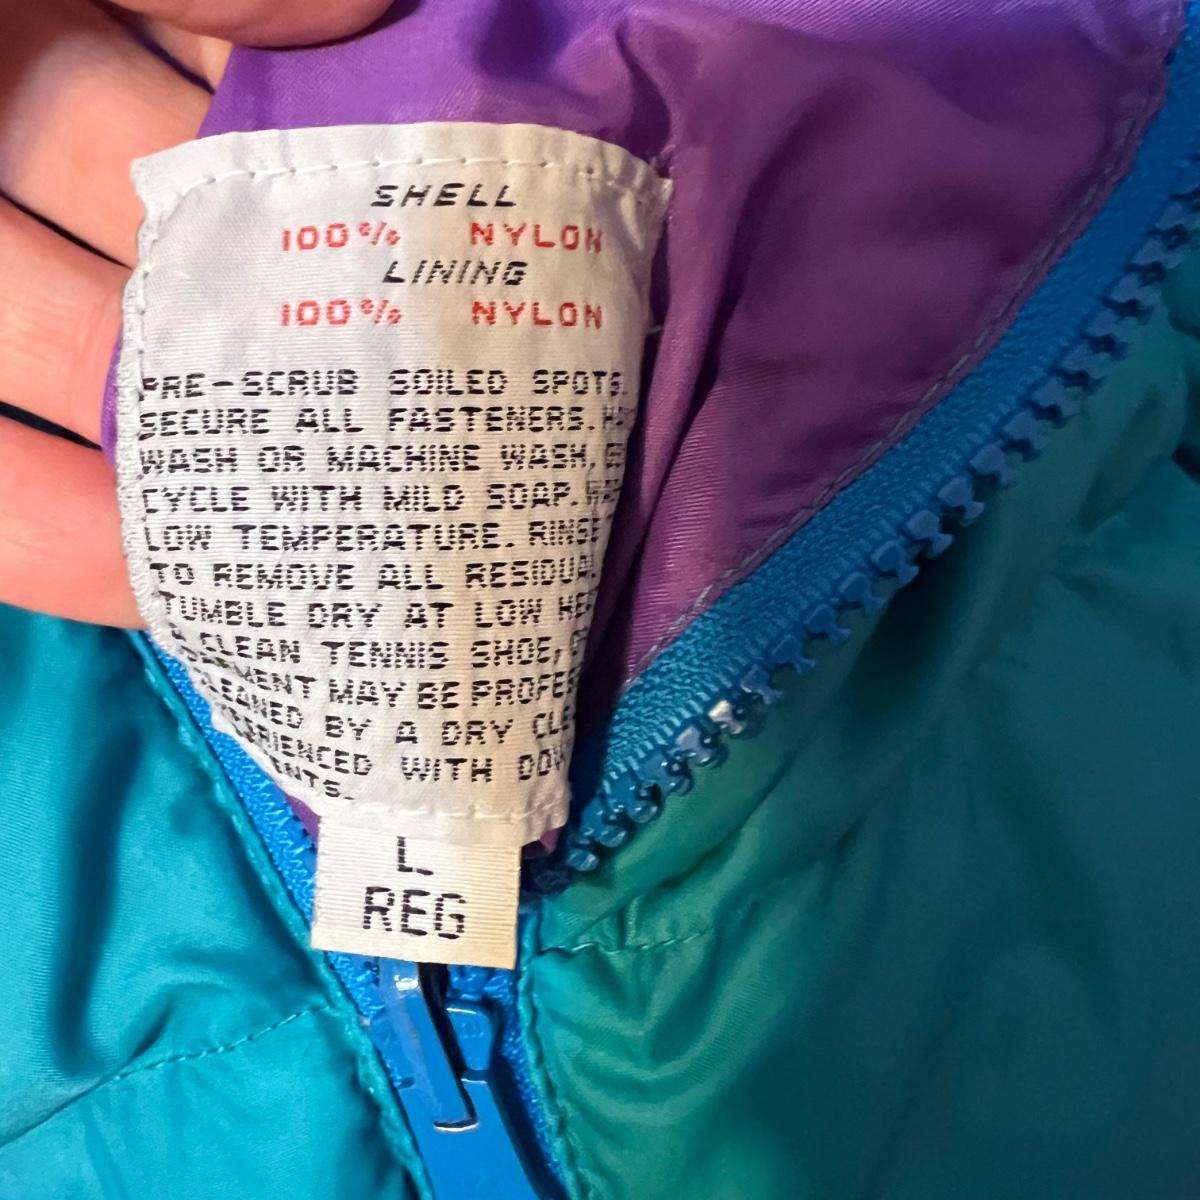 SHELL
100% NYLON
LINING
100% NYLON
PRE-SCRUB SOILED SPOTS.
SECURE ALL FASTENERS.
WASH OR MACHINE WASH,
CYCLE WITH MILD SOAP.
LOW TEMPERATURE. RINSE
TO REMOVE ALL RESIDUAL
TUMBLE DRY AT LOW
A CLEAN TENNIS SHOE,
MAY BE
BY A DRY
WITH
L
REG